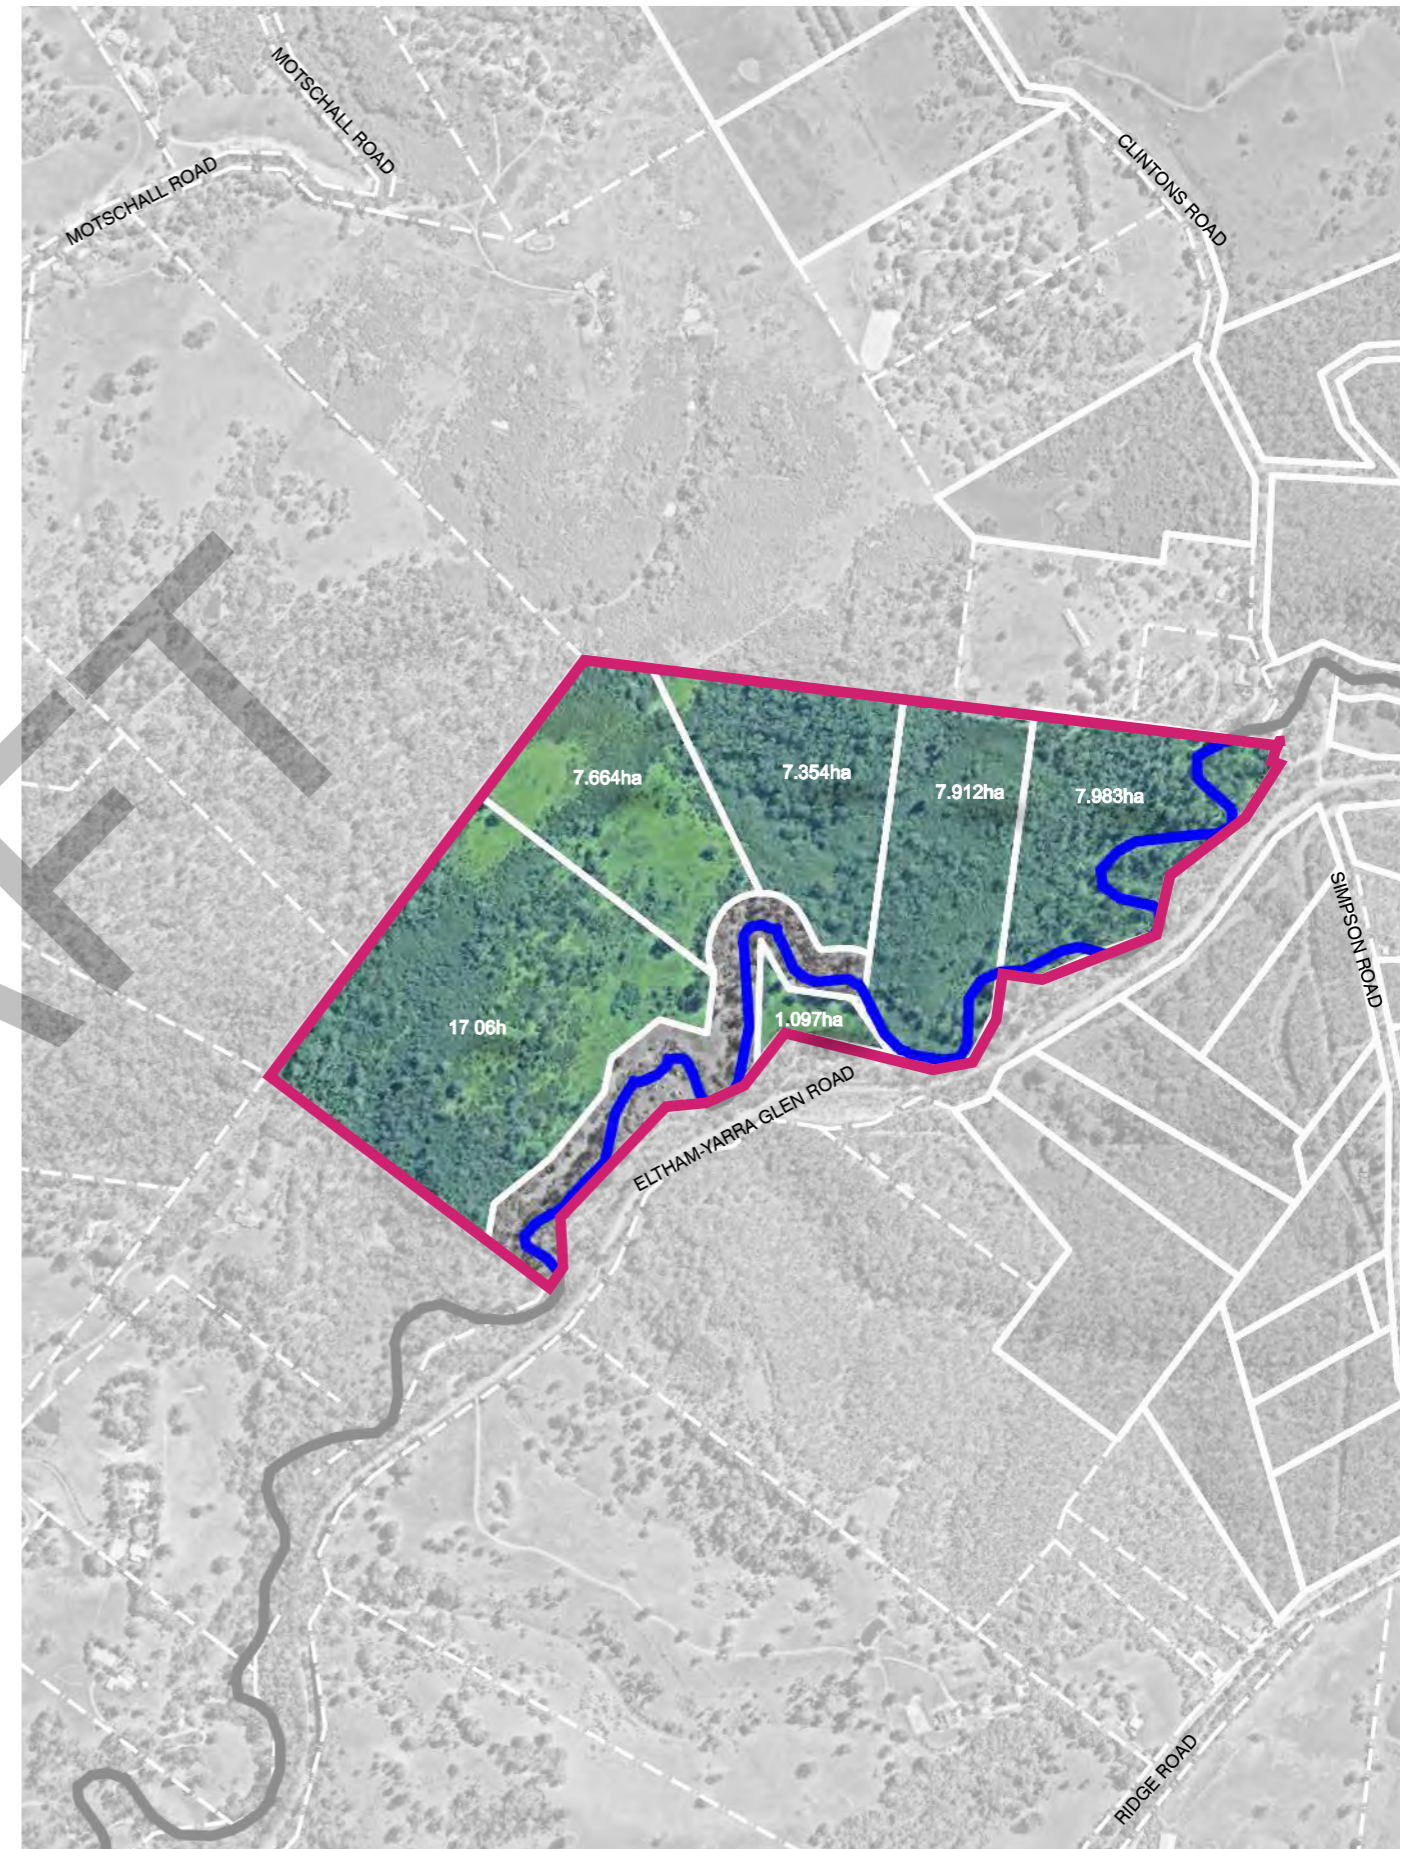 MOTSCHALL ROAD
MOTSCHALL ROAD
CLINTONS ROAD
7.664ha
7.354ha
7.912ha
7.983ha
SIMPSON ROAD
17 06h
1.097ha
ELTHAM-YARRA GLEN ROAD
RIDGE ROAD